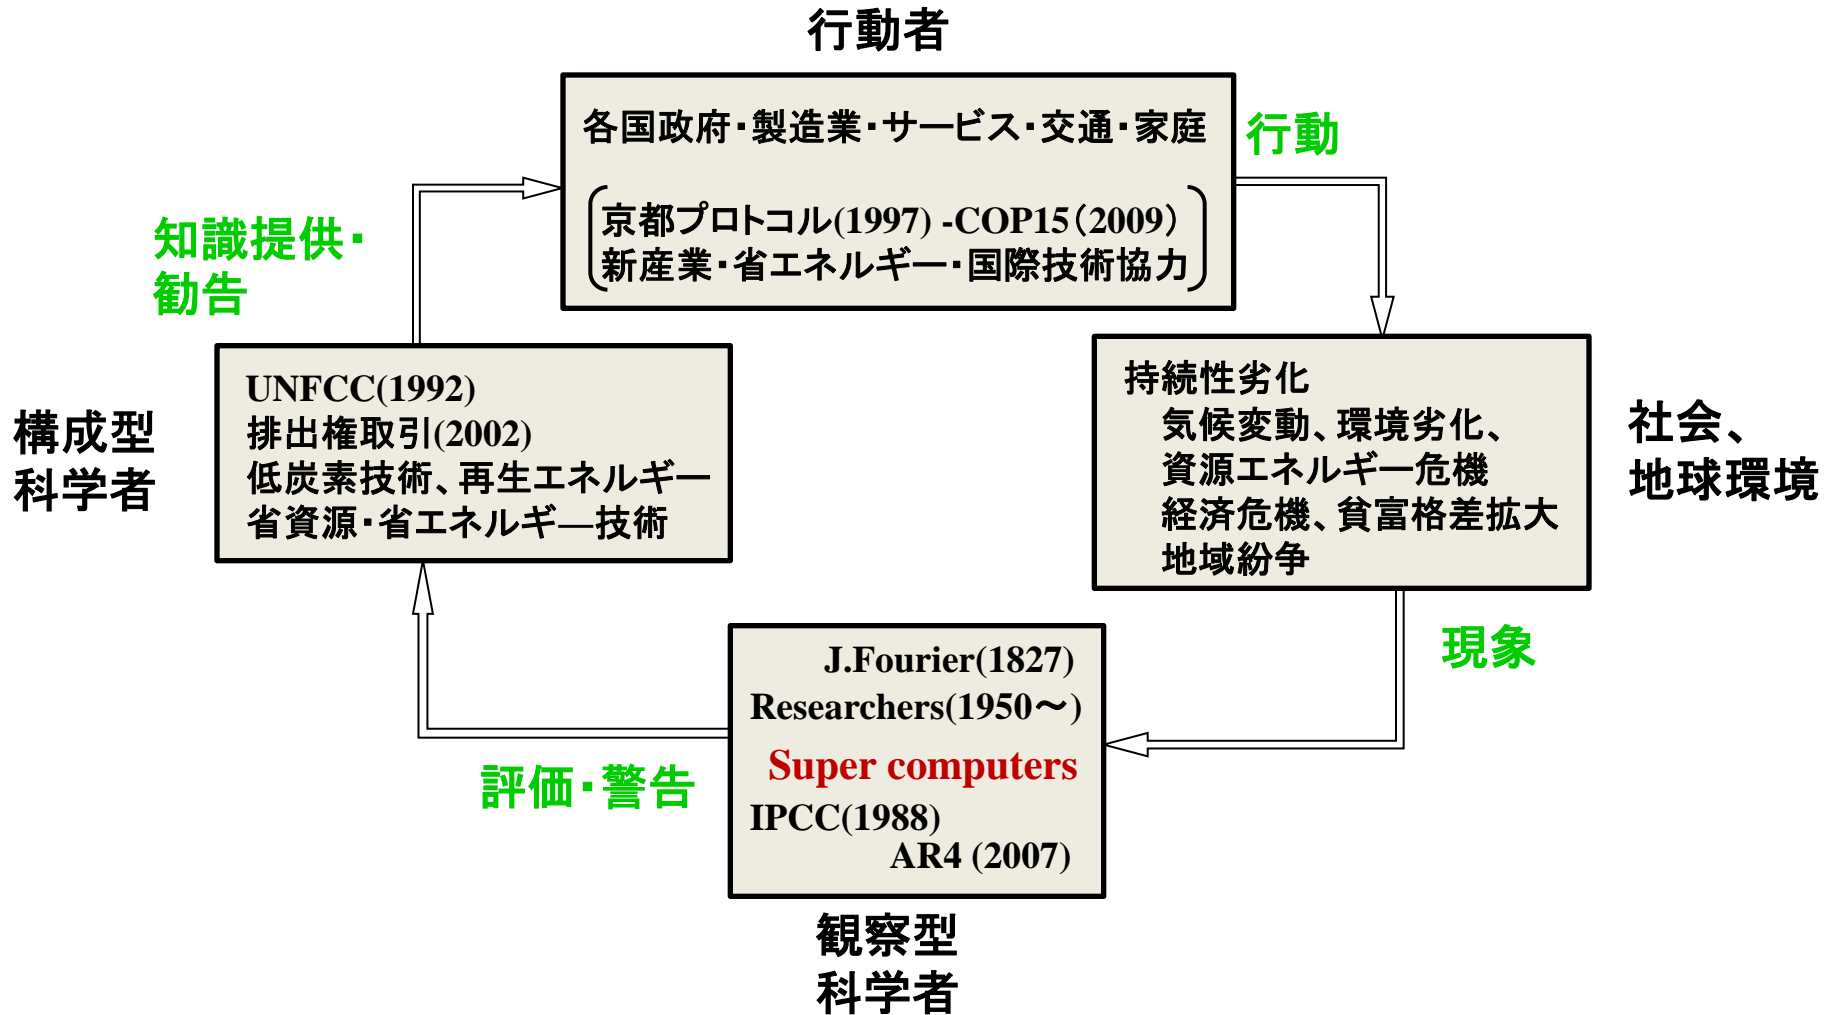 行動者
各国政府・製造業・サービス・交通・家庭
京都プロトコル(1997) -COP15(2009)
新産業・省エネルギー・国際技術協力
行動
知識提供・
勧告
構成型
科学者
UNFCC(1992)
排出権取引(2002)
低炭素技術、再生エネルギー
省資源・省エネルギ―技術
持続性劣化
気候変動、環境劣化、
資源エネルギー危機
経済危機、貧富格差拡大
地域紛争
社会、
地球環境
現象
J.Fourier(1827)
Researchers(1950～)
Super computers
IPCC(1988)
AR4 (2007)
評価・警告
観察型
科学者